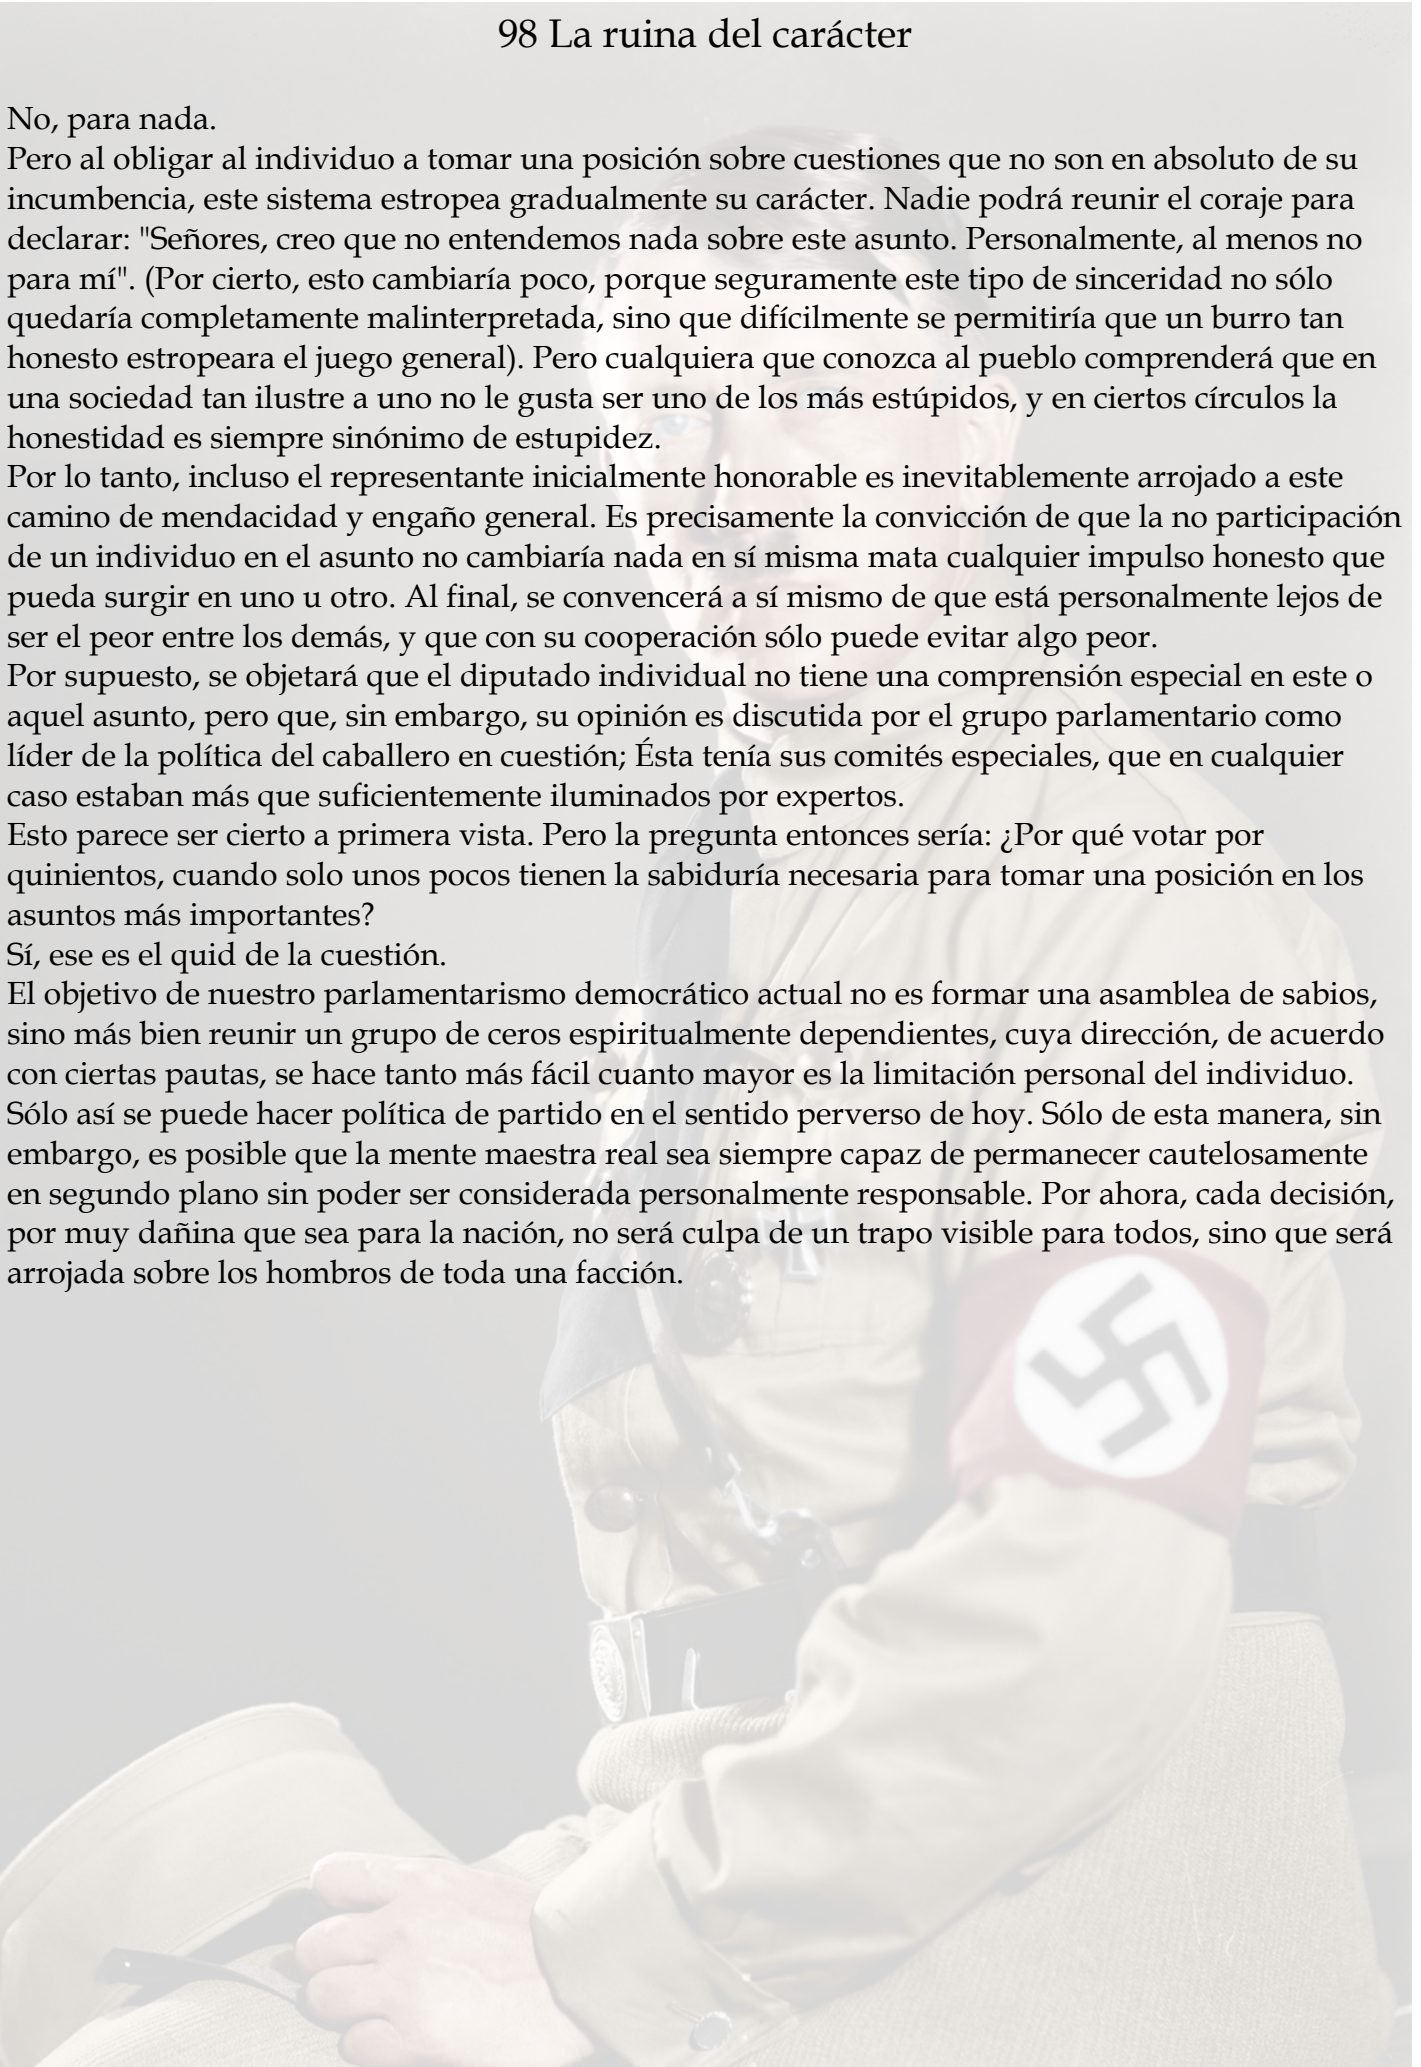 98 La ruina del carácter
No, para nada.
Pero al obligar al individuo a tomar una posición sobre cuestiones que no son en absoluto de su
incumbencia, este sistema estropea gradualmente su carácter. Nadie podrá reunir el coraje para
declarar: "Señores, creo que no entendemos nada sobre este asunto. Personalmente, al menos no
para mí". (Por cierto, esto cambiaría poco, porque seguramente este tipo de sinceridad no sólo
quedaría completamente malinterpretada, sino que difícilmente se permitiría que un burro tan
honesto estropeara el juego general). Pero cualquiera que conozca al pueblo comprenderá que en
una sociedad tan ilustre a uno no le gusta ser uno de los más estúpidos, y en ciertos círculos la
honestidad es siempre sinónimo de estupidez.
Por lo tanto, incluso el representante inicialmente honorable es inevitablemente arrojado a este
camino de mendacidad y engaño general. Es precisamente la convicción de que la no participación
de un individuo en el asunto no cambiaría nada en sí misma mata cualquier impulso honesto que
pueda surgir en uno u otro. Al final, se convencerá a sí mismo de que está personalmente lejos de
ser el peor entre los demás, y que con su cooperación sólo puede evitar algo peor.
Por supuesto, se objetará que el diputado individual no tiene una comprensión especial en este o
aquel asunto, pero que, sin embargo, su opinión es discutida por el grupo parlamentario como
líder de la política del caballero en cuestión; Ésta tenía sus comités especiales, que en cualquier
caso estaban más que suficientemente iluminados por expertos.
Esto parece ser cierto a primera vista. Pero la pregunta entonces sería: ¿Por qué votar por
quinientos, cuando solo unos pocos tienen la sabiduría necesaria para tomar una posición en los
asuntos más importantes?
Sí, ese es el quid de la cuestión.
El objetivo de nuestro parlamentarismo democrático actual no es formar una asamblea de sabios,
sino más bien reunir un grupo de ceros espiritualmente dependientes, cuya dirección, de acuerdo
con ciertas pautas, se hace tanto más fácil cuanto mayor es la limitación personal del individuo.
Sólo así se puede hacer política de partido en el sentido perverso de hoy. Sólo de esta manera, sin
embargo, es posible que la mente maestra real sea siempre capaz de permanecer cautelosamente
en segundo plano sin poder ser considerada personalmente responsable. Por ahora, cada decisión,
por muy dañina que sea para la nación, no será culpa de un trapo visible para todos, sino que será
arrojada sobre los hombros de toda una facción.